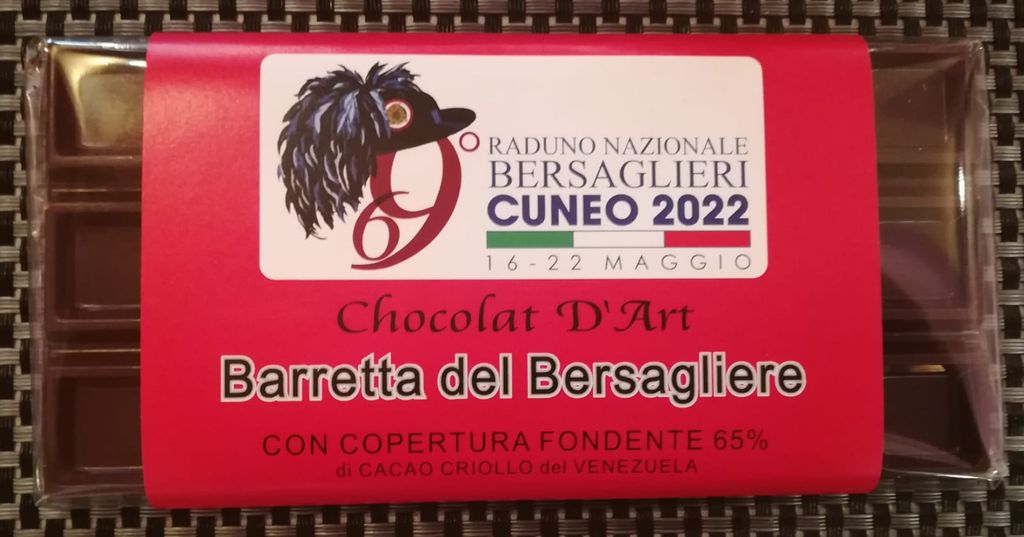 69°
RADUNO NAZIONALE
BERSAGLIERI
CUNEO 2022
16-22 MAGGIO
Chocolat D'Art
Barretta del Bersagliere
CON COPERTURA FONDENTE 65%
di CACAO CRIOLLO del VENEZUELA